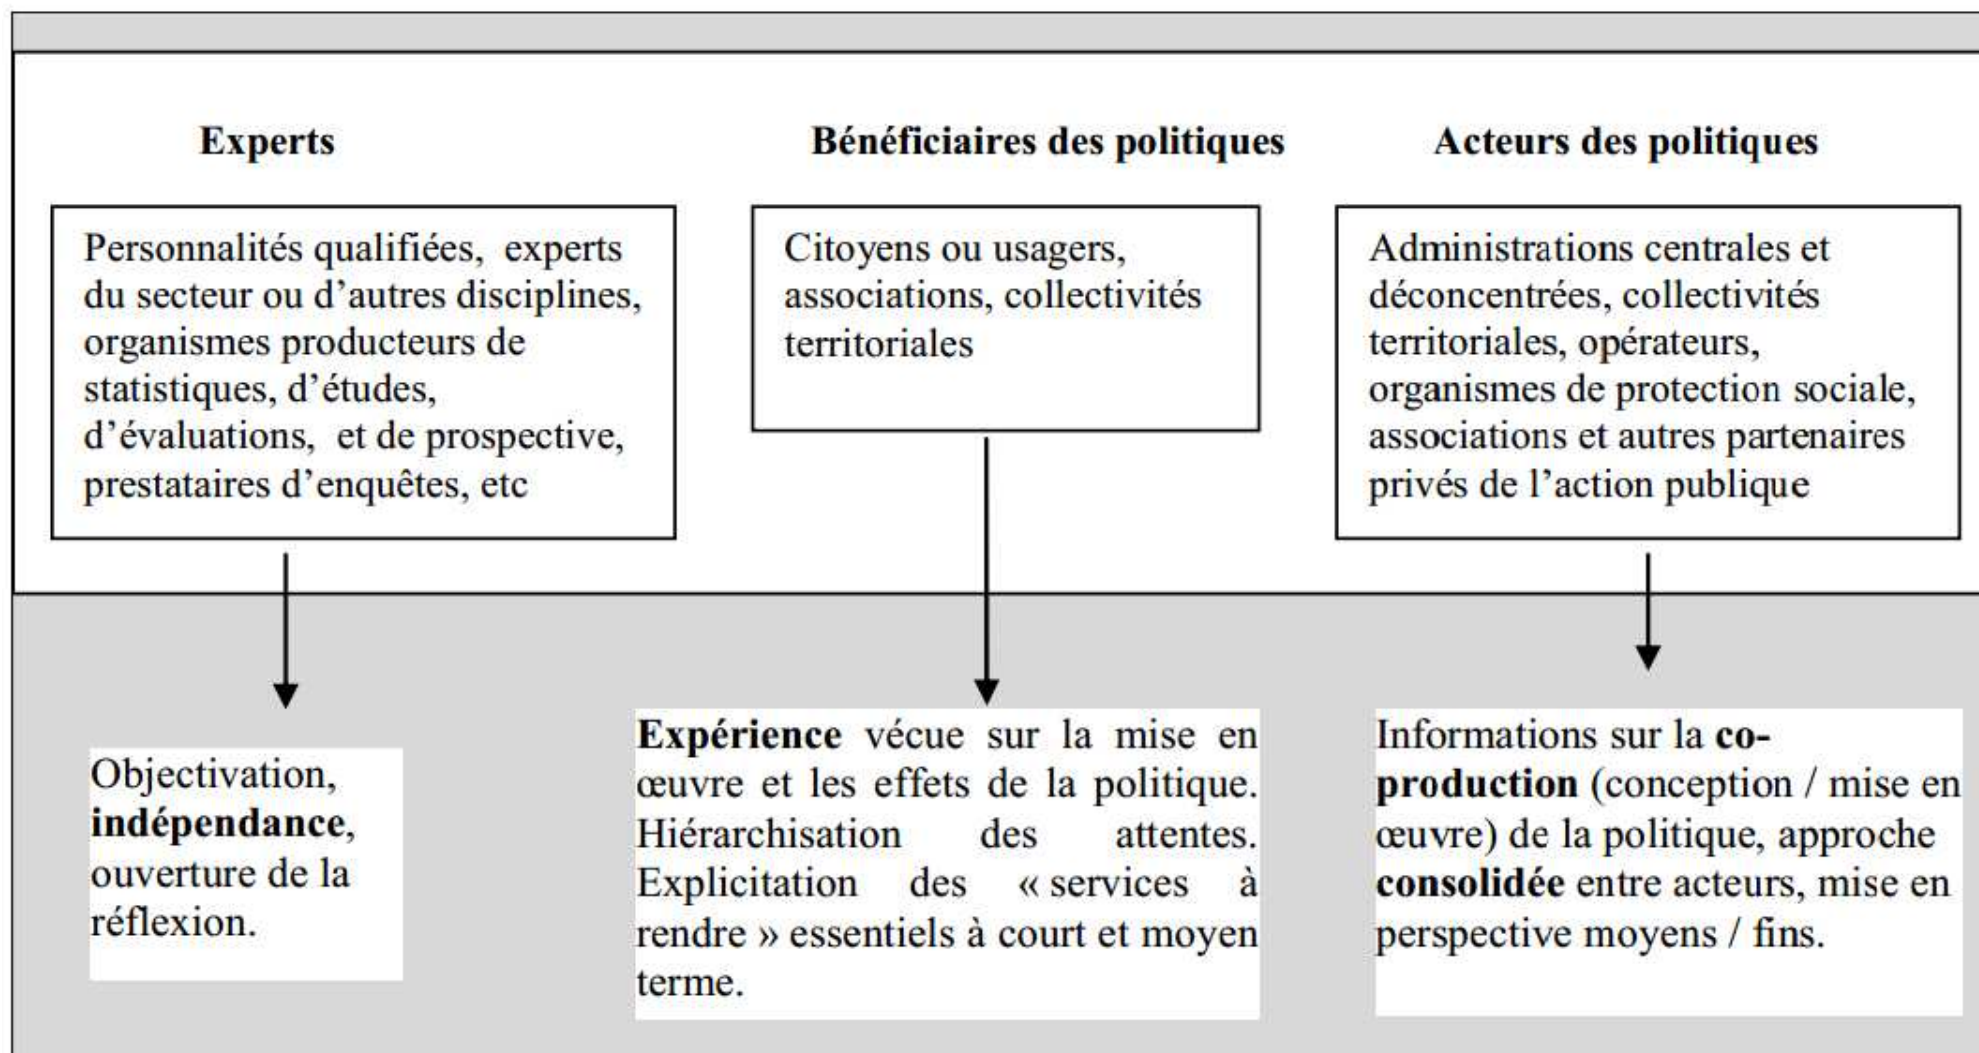 Experts
Personnalités qualifiées, experts
du secteur ou d'autres disciplines,
organismes producteurs de
statistiques, d'études,
d'évaluations, et de prospective,
prestataires d'enquêtes, etc
Objectivation,
indépendance,
ouverture de la
réflexion.
Bénéficiaires des politiques
Citoyens ou usagers,
associations, collectivités
territoriales
Expérience vécue sur la mise en
œuvre et les effets de la politique.
Hiérarchisation des attentes.
Explicitation des « services à
rendre » essentiels à court et moyen
terme.
Acteurs des politiques
Administrations centrales et
déconcentrées, collectivités
territoriales, opérateurs,
organismes de protection sociale,
associations et autres partenaires
privés de l'action publique
Informations sur la co-
production (conception / mise en
œuvre) de la politique, approche
consolidée entre acteurs, mise en
perspective moyens / fins.